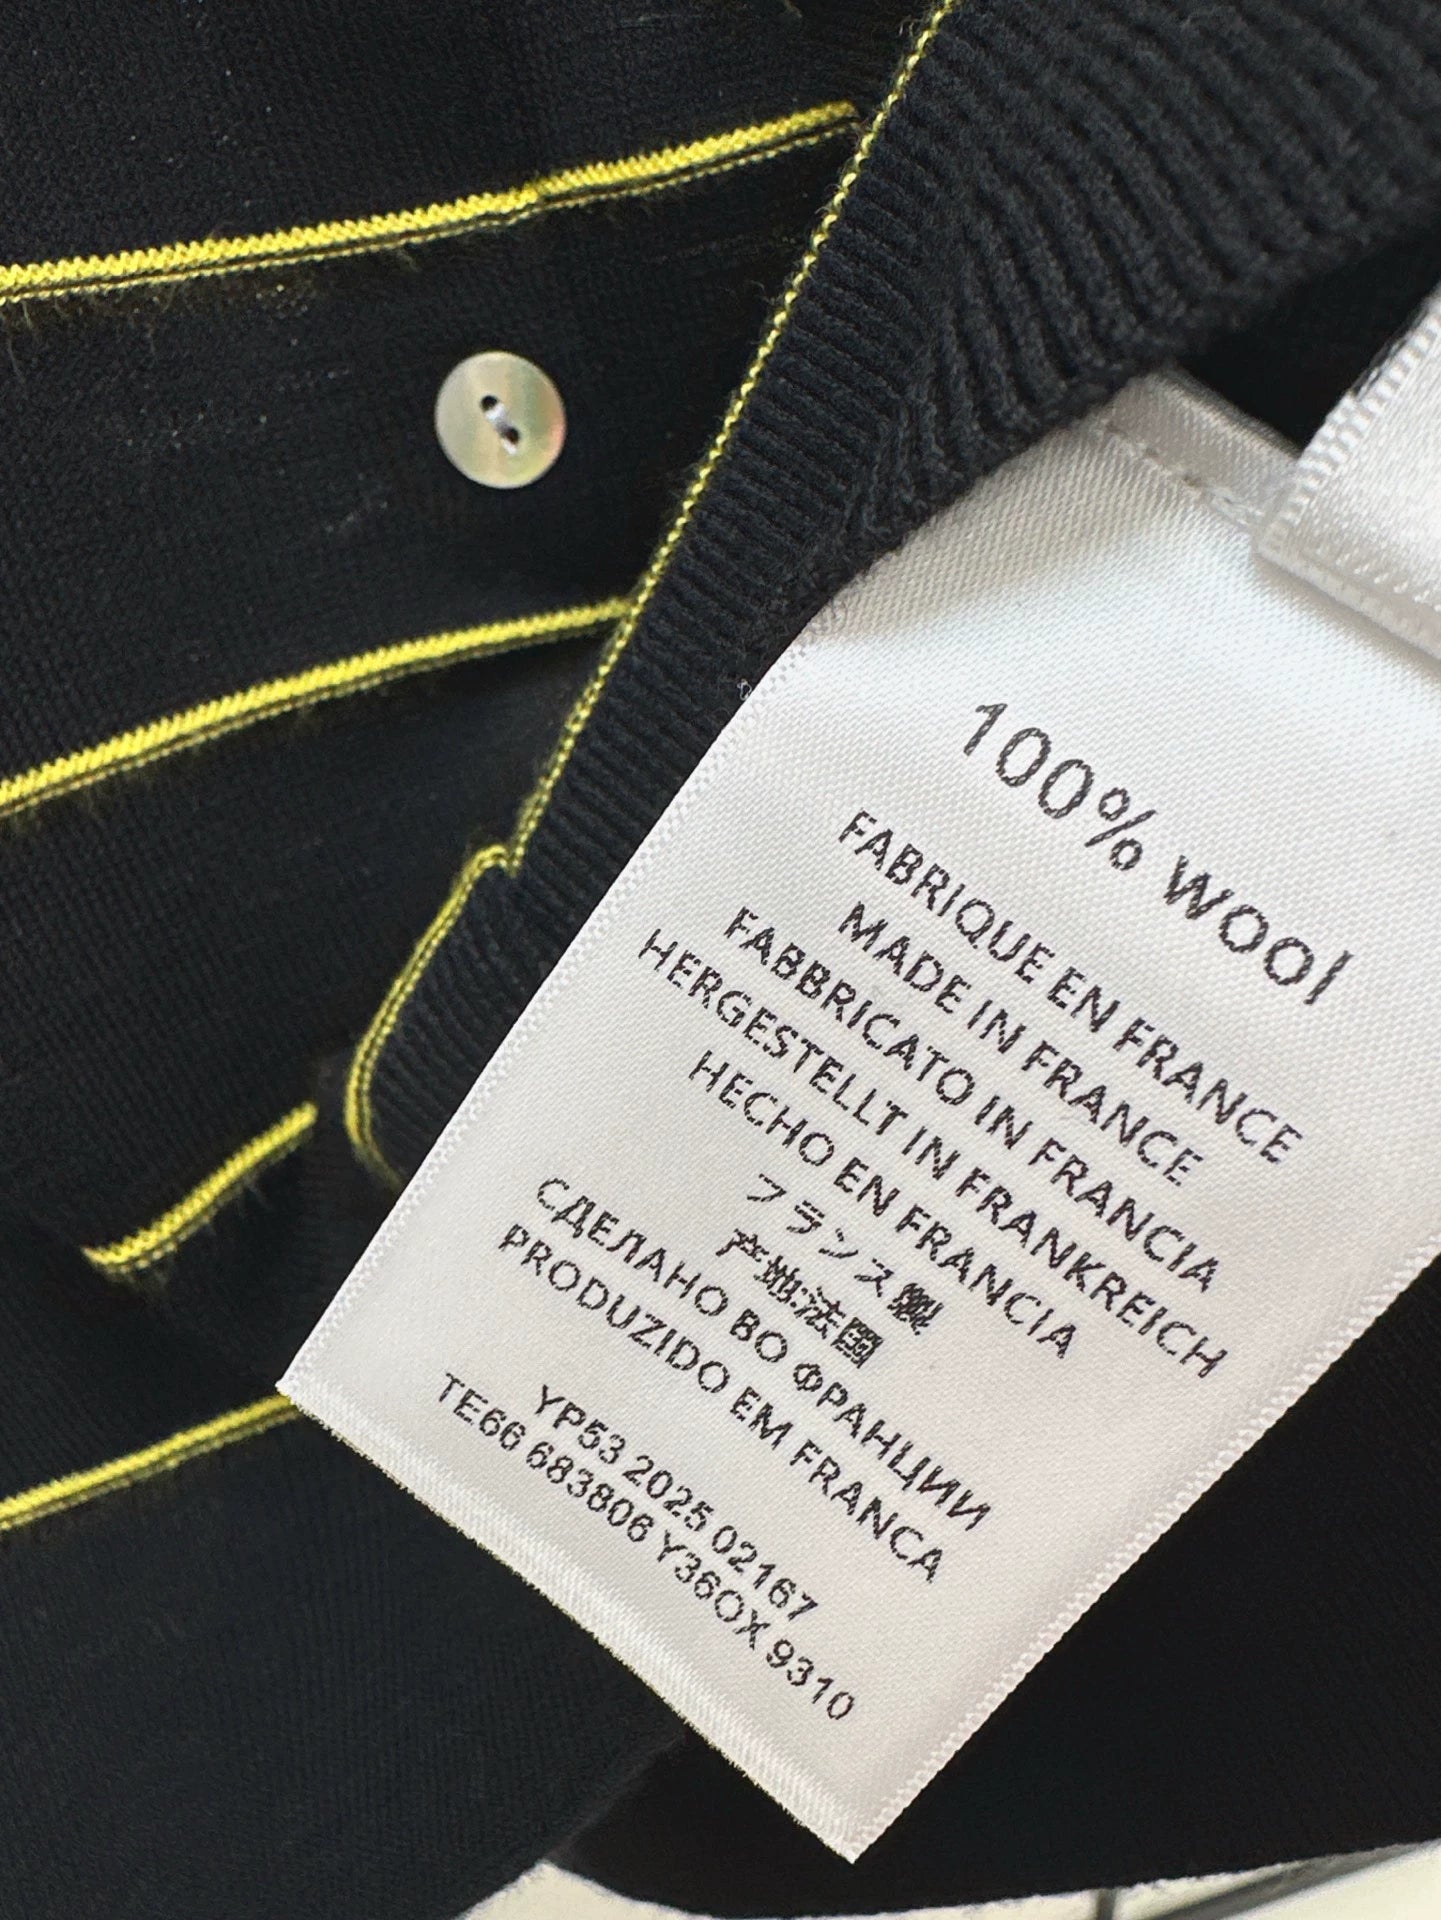 100% WOOl
FABRIQUE EN FRANCE
MADE IN FRANCE
FABBRICATO IN FRANCIA
HERGESTELLT IN FRANKREICH
HECHO EN FRANCIA
フランス製
产地:法国
СДЕЛАНО ВО ФРАНЦИИ
PRODUZIDO EM FRANCA
YP53 2025 02167
TE66 683806 Y36OX 9310